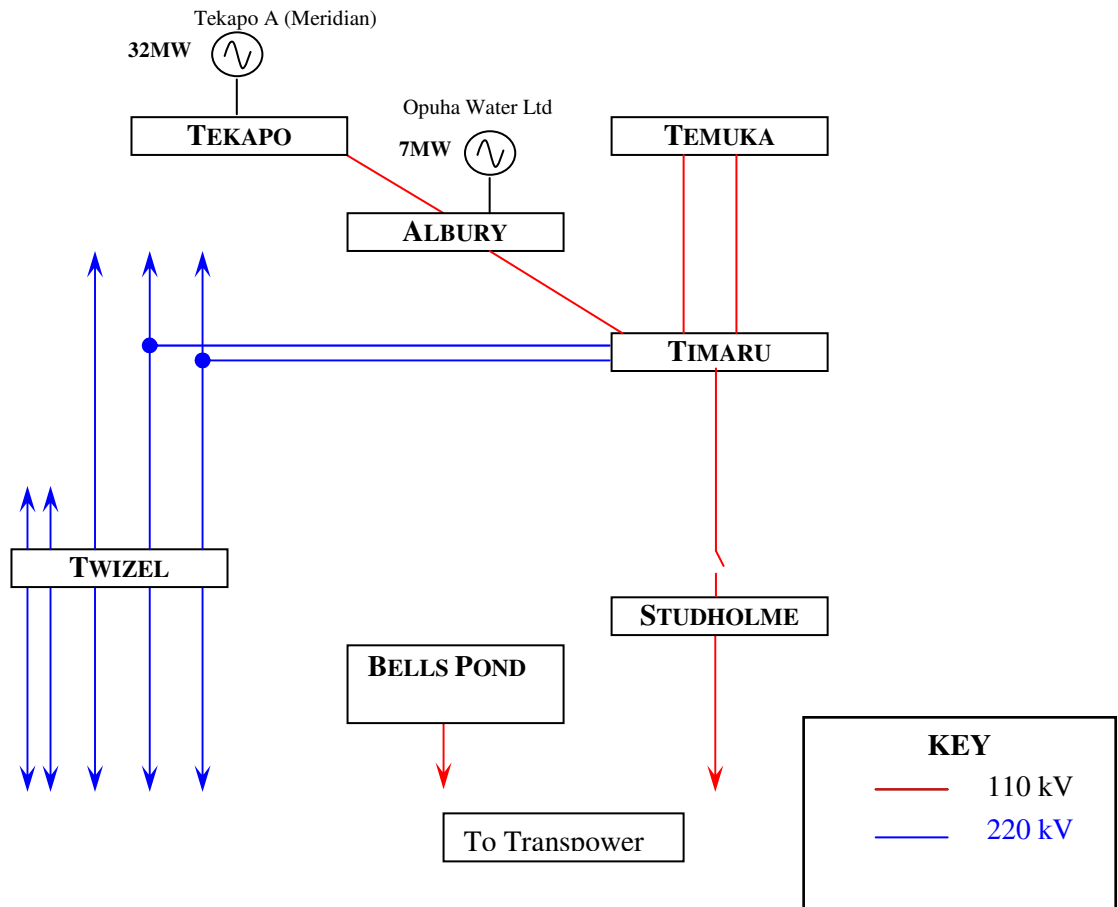 Tekapo A (Meridian)
32MW
Opuha Water Ltd
TEKAPO
7MW
TEMUKA
ALBURY
TIMARU
TWIZEL
STUDHOLME
BELLS POND
KEY
110 kV
220 kV
To Transpower